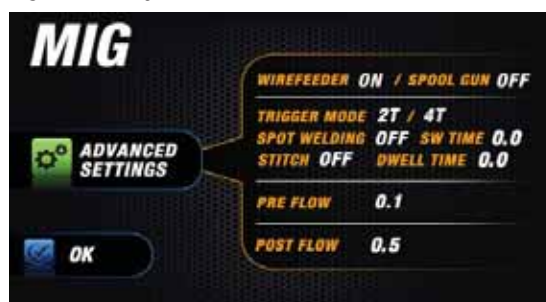 MIG
WIREFEEDER ON / SPOOL GUN OFF
TRIGGER MODE 2T / 4T
SPOT WELDING OFF SW TIME 0.0
STITCH OFF DWELL TIME 0.0
ADVANCED
SETTINGS
PRE FLOW 0.1
POST FLOW 0.5
OK